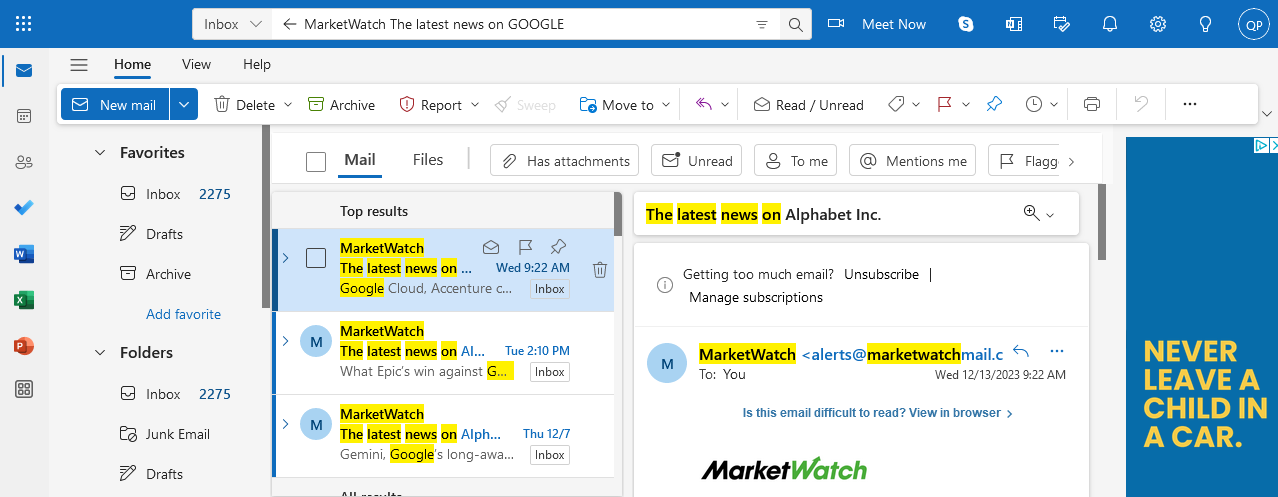 Inbox
MarketWatch The latest news on GOOGLE
Meet Now
QP
Home View Help
New mail
Delete
Archive
Report
Sweep
Move to
Read / Unread
Favorites
Inbox 2275
Drafts
Archive
Add favorite
Folders
Inbox 2275
Junk Email
Drafts
Mail
Files
Has attachments
Unread
To me
Mentions me
Flagge
Top results
MarketWatch
The latest news on ... Wed 9:22 AM
Google Cloud, Accenture c... Inbox
M
MarketWatch
The latest news on Al... Tue 2:10 PM
What Epic's win against G... Inbox
M
MarketWatch
The latest news on Alph... Thu 12/7
Gemini, Google's long-awa... Inbox
All results
The latest news on Alphabet Inc.
Getting too much email? Unsubscribe |
Manage subscriptions
M
MarketWatch <alerts@marketwatchmail.c
To: You
Wed 12/13/2023 9:22 AM
Is this email difficult to read? View in browser >
MarketWatch
NEVER
LEAVE A
CHILD IN
A CAR.